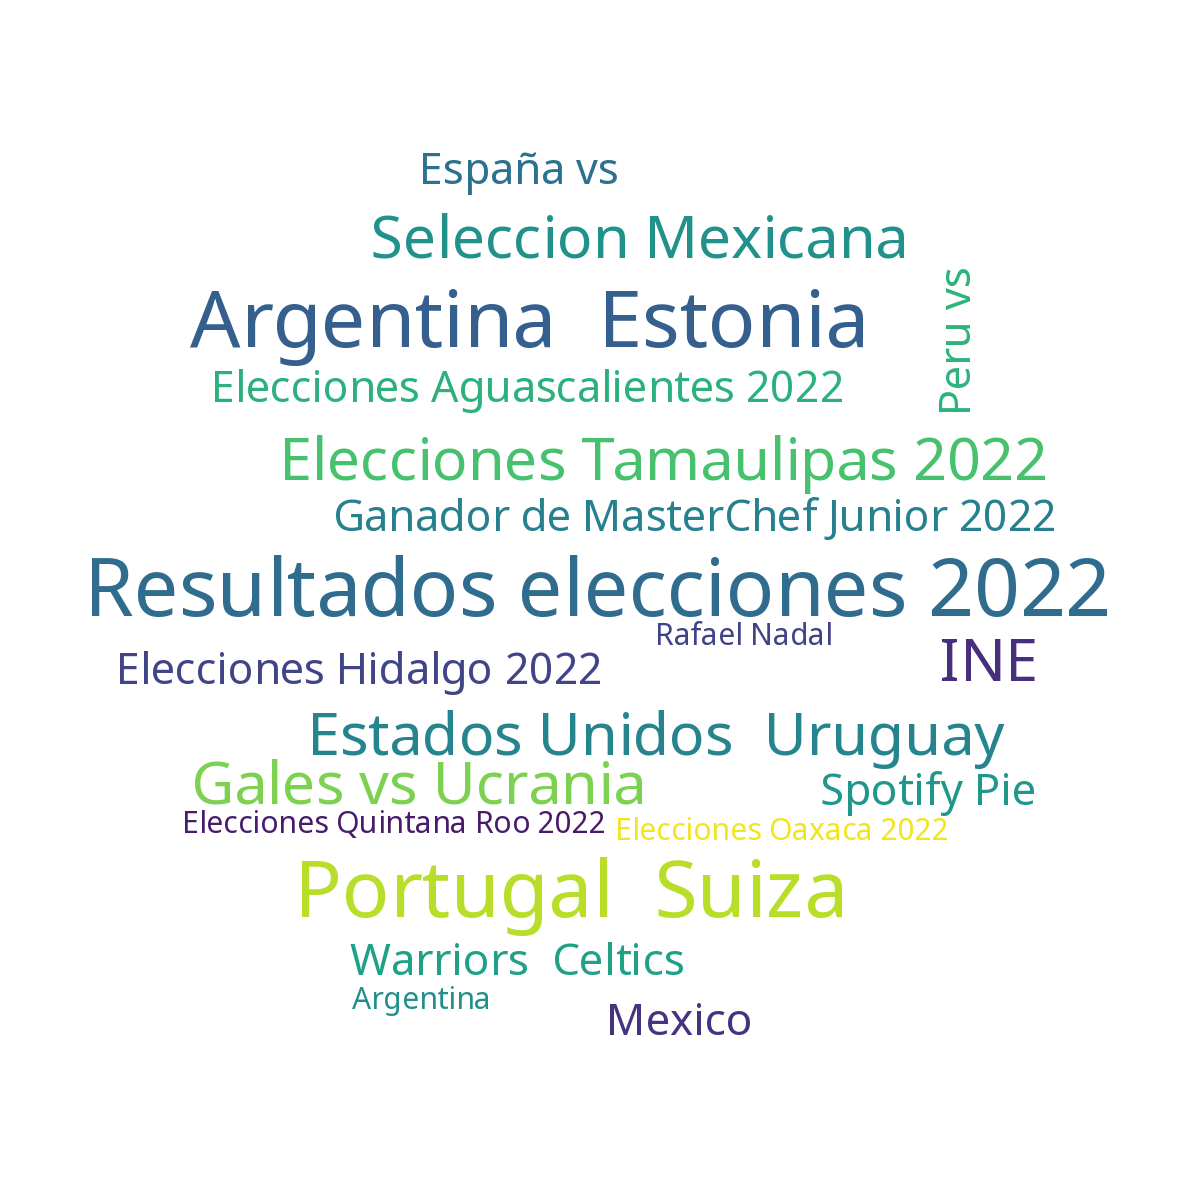 España vs
Seleccion Mexicana
Peru vs
Argentina  Estonia
Elecciones Aguascalientes 2022
Elecciones Tamaulipas 2022
Ganador de MasterChef Junior 2022
Resultados elecciones 2022
Rafael Nadal
INE
Elecciones Hidalgo 2022
Estados Unidos  Uruguay
Gales vs Ucrania
Spotify Pie
Elecciones Quintana Roo 2022
Elecciones Oaxaca 2022
Portugal  Suiza
Warriors  Celtics
Argentina
Mexico